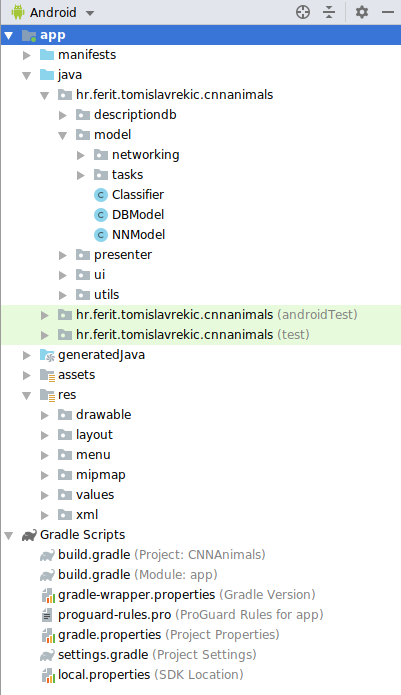 Android
app
manifests
java
hr.ferit.tomislavrekic.cnnanimals
descriptiondb
model
networking
tasks
C Classifier
C DBModel
C NNModel
presenter
ui
utils
hr.ferit.tomislavrekic.cnnanimals (androidTest)
hr.ferit.tomislavrekic.cnnanimals (test)
generatedJava
assets
res
drawable
layout
menu
mipmap
values
xml
Gradle Scripts
build.gradle (Project: CNNAnimals)
build.gradle (Module: app)
gradle-wrapper.properties (Gradle Version)
proguard-rules.pro (ProGuard Rules for app)
gradle.properties (Project Properties)
settings.gradle (Project Settings)
local.properties (SDK Location)